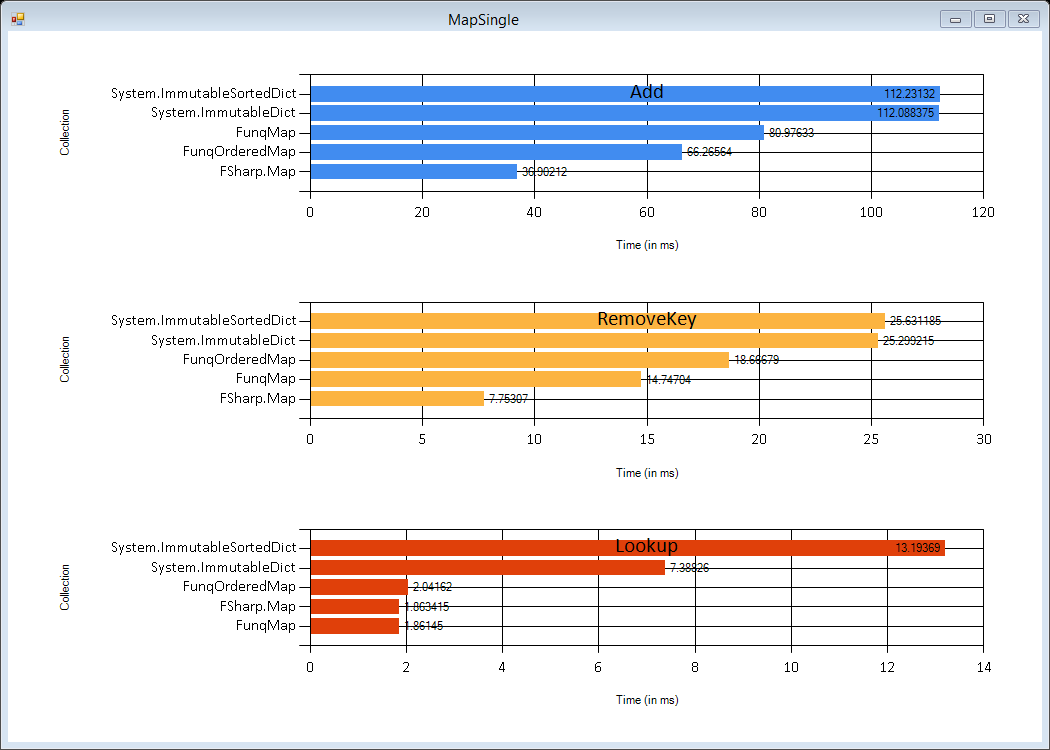 MapSingle
Add
Collection
System.ImmutableSortedDict 112.23132
System.ImmutableDict 112.088375
FunqMap 80.97633
FunqOrderedMap 66.26564
FSharp.Map 36.90212
0 20 40 60 80 100 120
Time (in ms)
RemoveKey
Collection
System.ImmutableSortedDict 25.631185
System.ImmutableDict 25.299215
FunqOrderedMap 18.66679
FunqMap 14.74704
FSharp.Map 7.75307
0 5 10 15 20 25 30
Time (in ms)
Lookup
Collection
System.ImmutableSortedDict 13.19369
System.ImmutableDict 7.38826
FunqOrderedMap 2.04162
FSharp.Map 1.863415
FunqMap 1.86145
0 2 4 6 8 10 12 14
Time (in ms)